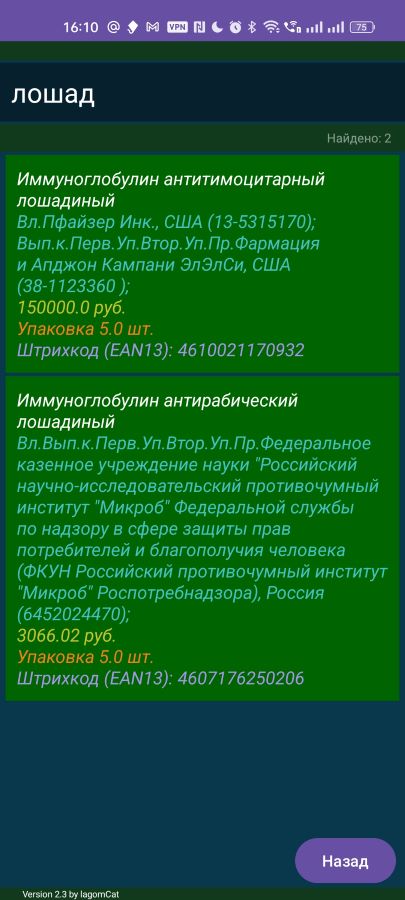 16:10 @ VPN 75
лошад
Найдено: 2
Иммуноглобулин антитимоцитарный
лошадиный
Вл.Пфайзер Инк., США (13-5315170);
Вып.к.Перв.Уп.Втор.Уп.Пр.Фармация
и Апджон Кампани ЭлЭлСи, США
(38-1123360 );
150000.0 руб.
Упаковка 5.0 шт.
Штрихкод (EAN13): 4610021170932
Иммуноглобулин антирабический
лошадиный
Вл.Вып.к.Перв.Уп.Втор.Уп.Пр.Федеральное
казенное учреждение науки "Российский
научно-исследовательский противочумный
институт "Микроб" Федеральной службы
по надзору в сфере защиты прав
потребителей и благополучия человека
(ФКУН Российский противочумный институт
"Микроб" Роспотребнадзора), Россия
(6452024470);
3066.02 руб.
Упаковка 5.0 шт.
Штрихкод (EAN13): 4607176250206
Назад
Version 2.3 by lagomCat